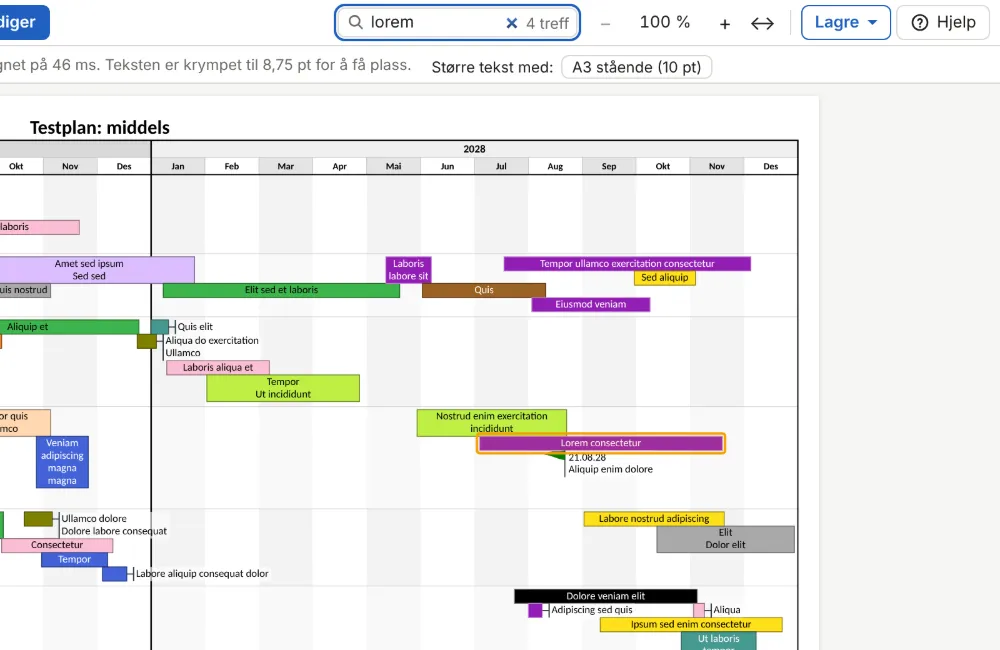 diger
lorem
4 treff
100 %
Lagre
Hjelp
gnet på 46 ms. Teksten er krympet til 8,75 pt for å få plass.
Større tekst med:
A3 stående (10 pt)
Testplan: middels
2028
Okt Nov Des Jan Feb Mar Apr Mai Jun Jul Aug Sep Okt Nov Des
laboris
Amet sed ipsum
Sed sed
Laboris
labore sit
Tempor ullamco exercitation consectetur
Sed aliquip
uis nostrud
Elit sed et laboris
Quis
Eiusmod veniam
Aliquip et
Quis elit
Aliqua do exercitation
Ullamco
Laboris aliqua et
Tempor
Ut incididunt
or quis
mco
Nostrud enim exercitation
incididunt
Veniam
adipiscing
magna
magna
Lorem consectetur
21.08.28
Aliquip enim dolore
Ullamco dolore
Dolore labore consequat
Labore nostrud adipiscing
Elit
Dolor elit
Consectetur
Tempor
Labore aliquip consequat dolor
Dolore veniam elit
Adipiscing sed quis
Aliqua
Ipsum sed enim consectetur
Ut laboris